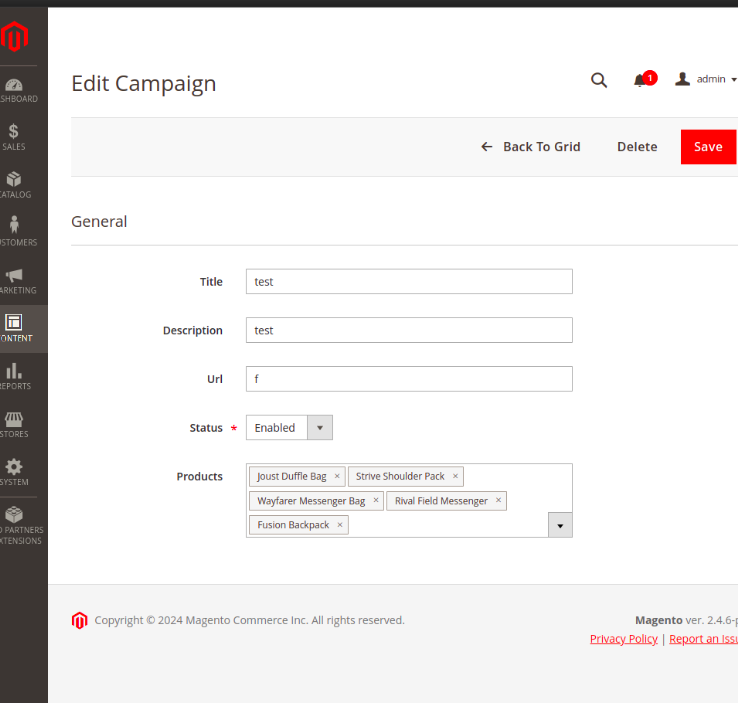 Edit Campaign
1
admin
Back To Grid
Delete
Save
SALES
General
Title
test
Description
test
Url
f
Status *
Enabled
Products
Joust Duffle Bag ×
Strive Shoulder Pack ×
Wayfarer Messenger Bag ×
Rival Field Messenger ×
Fusion Backpack ×
SHBOARD
ATALOG
STOMERS
ARKETING
ONTENT
REPORTS
STORES
SYSTEM
PARTNERS
XTENSIONS
Copyright © 2024 Magento Commerce Inc. All rights reserved.
Magento ver. 2.4.6-p
Privacy Policy | Report an Issu